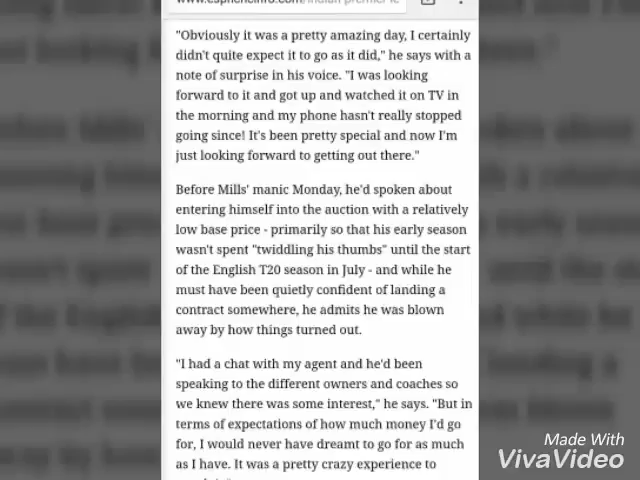 "Obviously it was a pretty amazing day, I certainly
didn't quite expect it to go as it did," he says with a
note of surprise in his voice. "I was looking
forward to it and got up and watched it on TV in
the morning and my phone hasn't really stopped
going since! It's been pretty special and now I'm
just looking forward to getting out there."
Before Mills' manic Monday, he'd spoken about
entering himself into the auction with a relatively
low base price - primarily so that his early season
wasn't spent "twiddling his thumbs" until the start
of the English T20 season in July - and while he
must have been quietly confident of landing a
contract somewhere, he admits he was blown
away by how things turned out.
"I had a chat with my agent and he'd been
speaking to the different owners and coaches so
we knew there was some interest," he says. "But in
terms of expectations of how much money I'd go
for, I would never have dreamt to go for as much
as I have. It was a pretty crazy experience to
Made With
VivaVideo